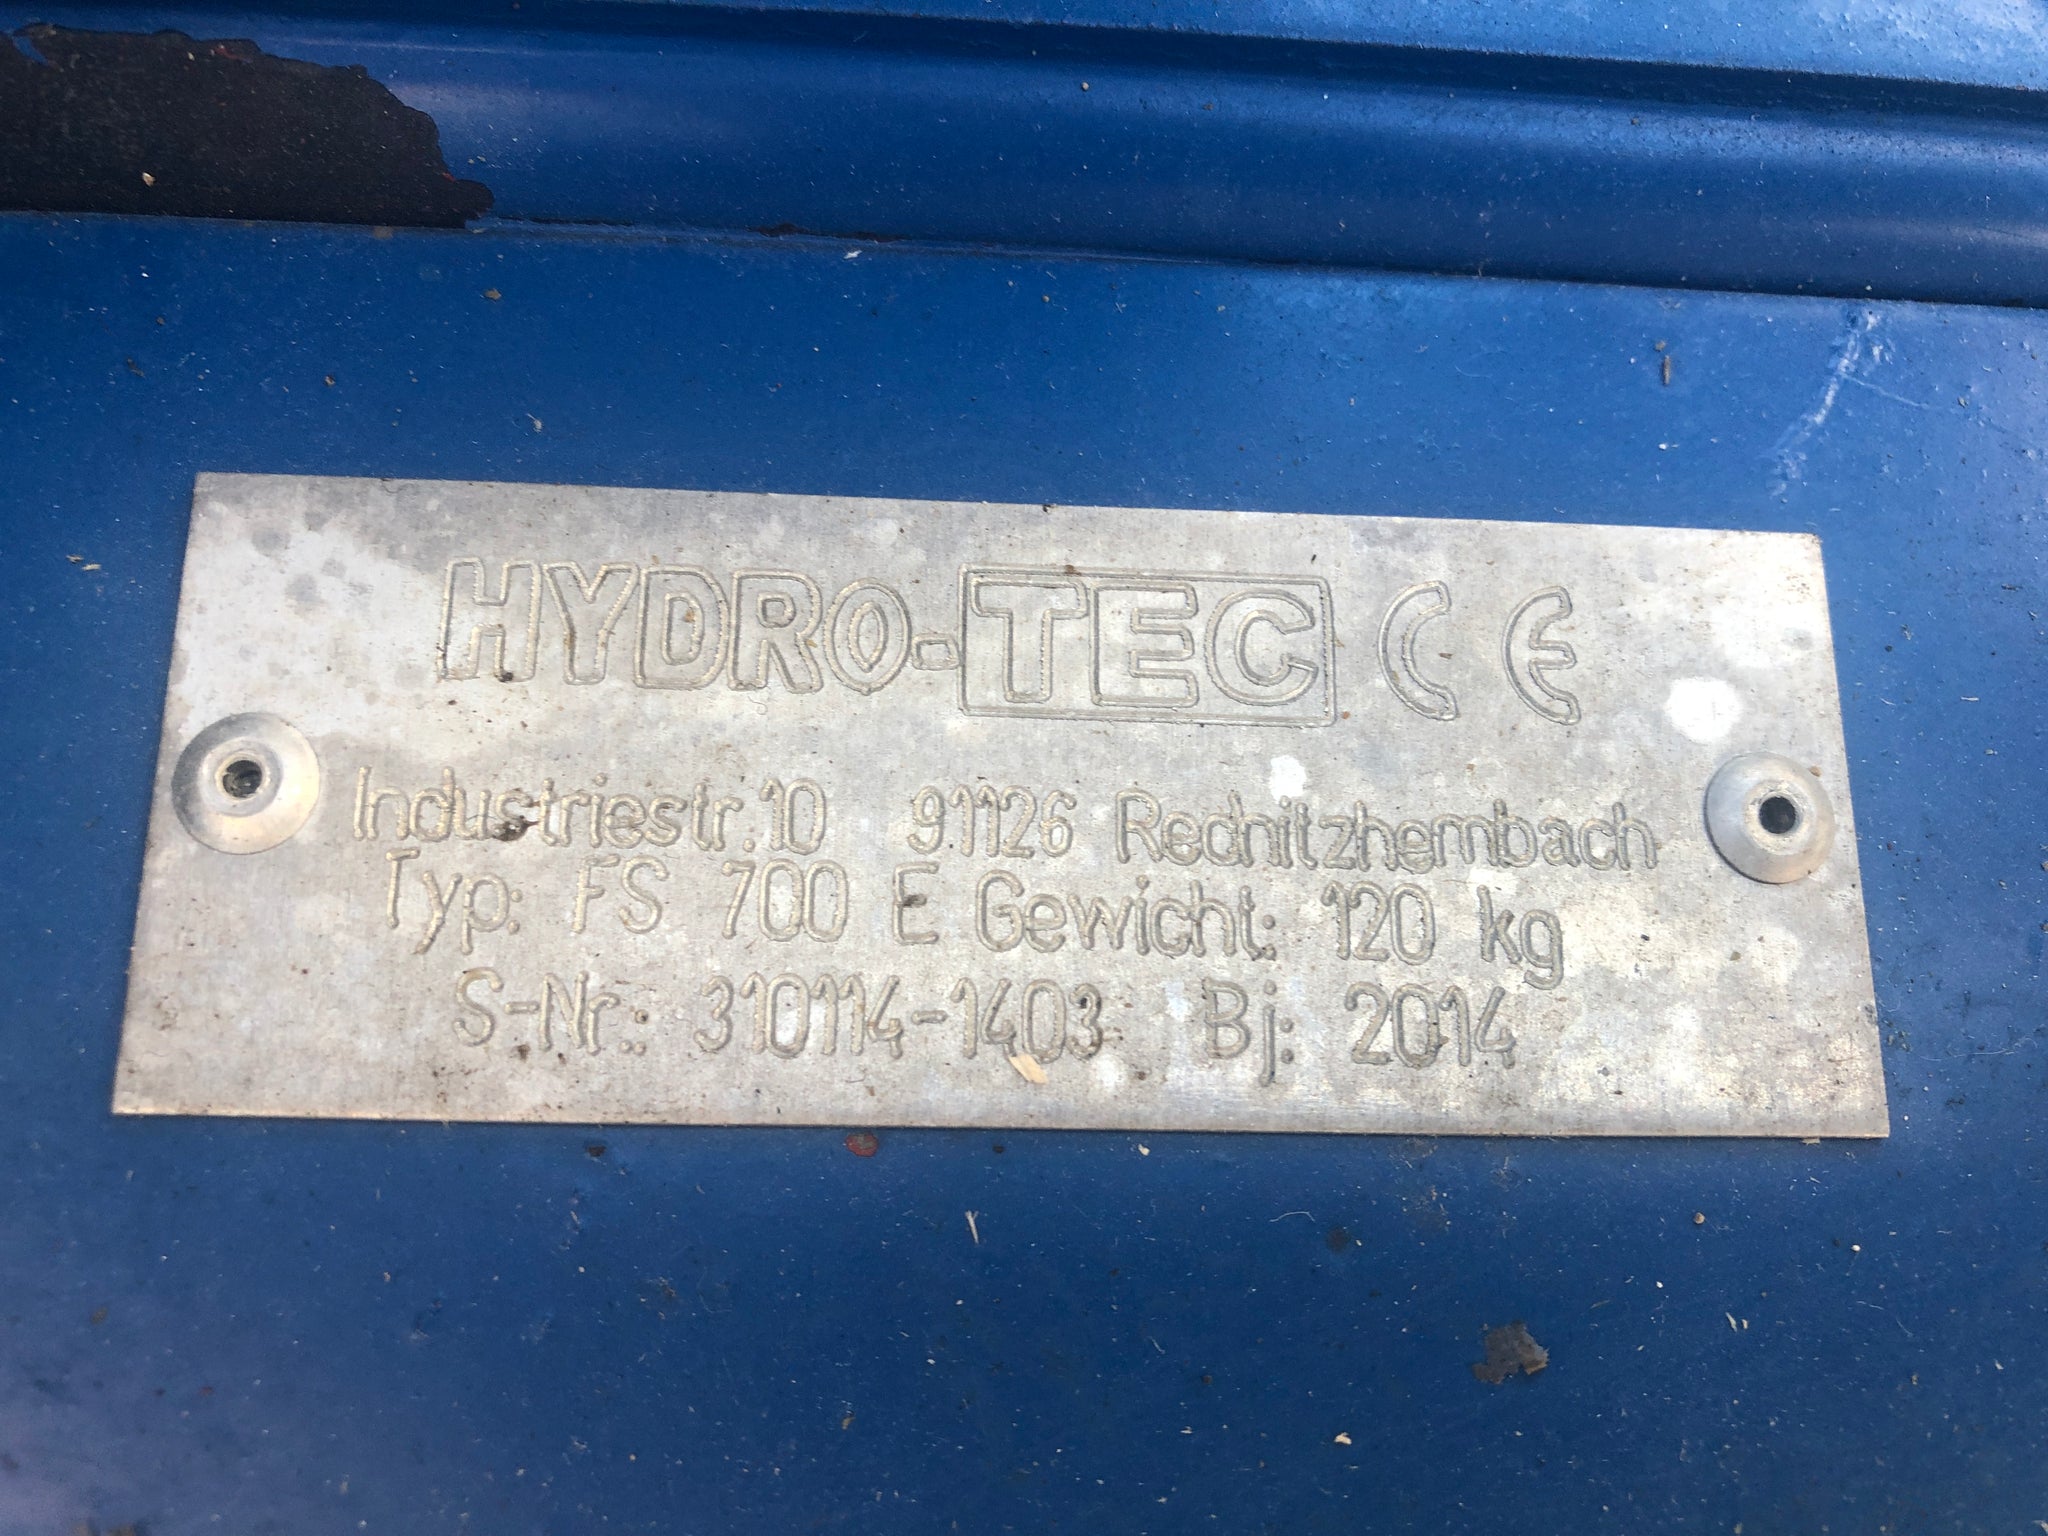 HYDRO-TEC CE
Industriestr.10 91126 Rednitzhembach
Typ: FS 700 E Gewicht: 120 kg
S-Nr.: 310114-1403 Bj: 2014